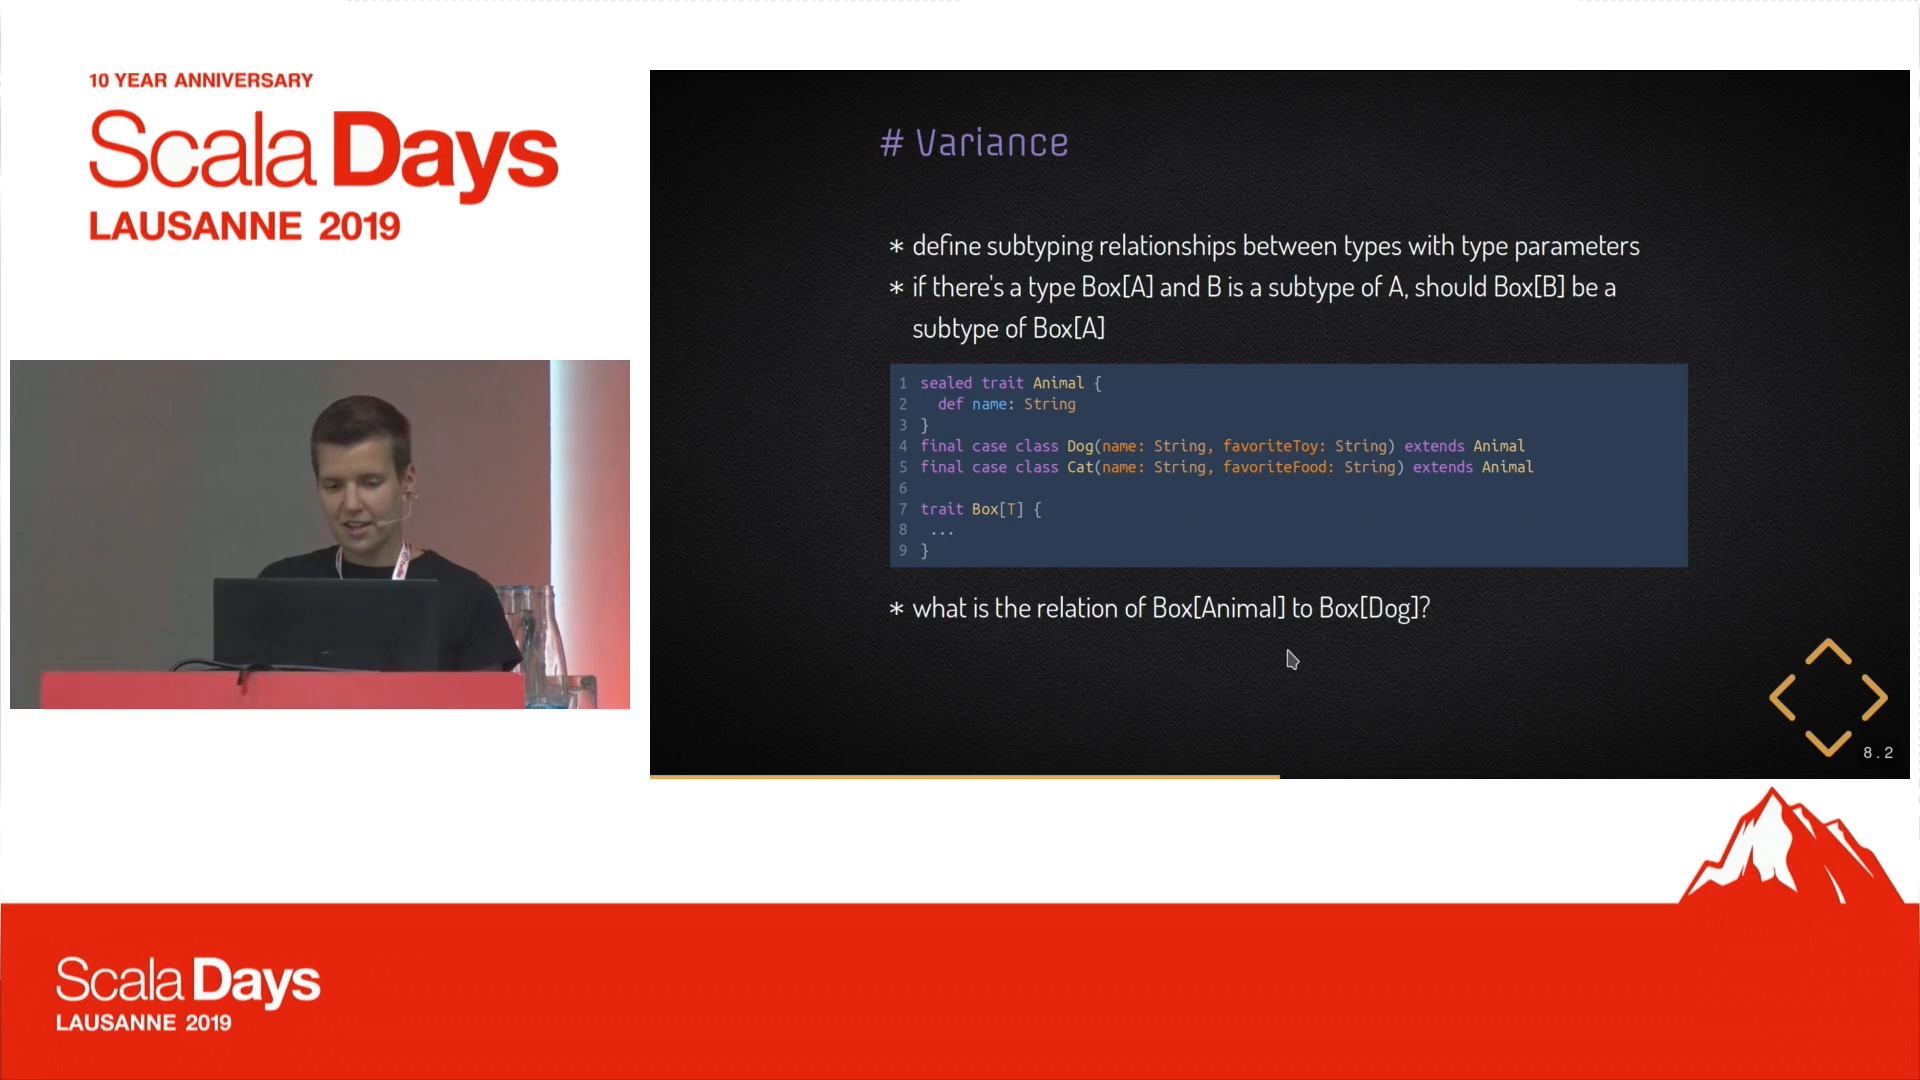 10 YEAR ANNIVERSARY
Scala Days
LAUSANNE 2019
# Variance
* define subtyping relationships between types with type parameters
* if there's a type Box[A] and B is a subtype of A, should Box[B] be a
subtype of Box[A]
1 sealed trait Animal {
2 def name: String
3 }
4 final case class Dog(name: String, favoriteToy: String) extends Animal
5 final case class Cat(name: String, favoriteFood: String) extends Animal
6
7 trait Box[T] {
8 ...
9 }
* what is the relation of Box[Animal] to Box[Dog]?
8.2
Scala Days
LAUSANNE 2019